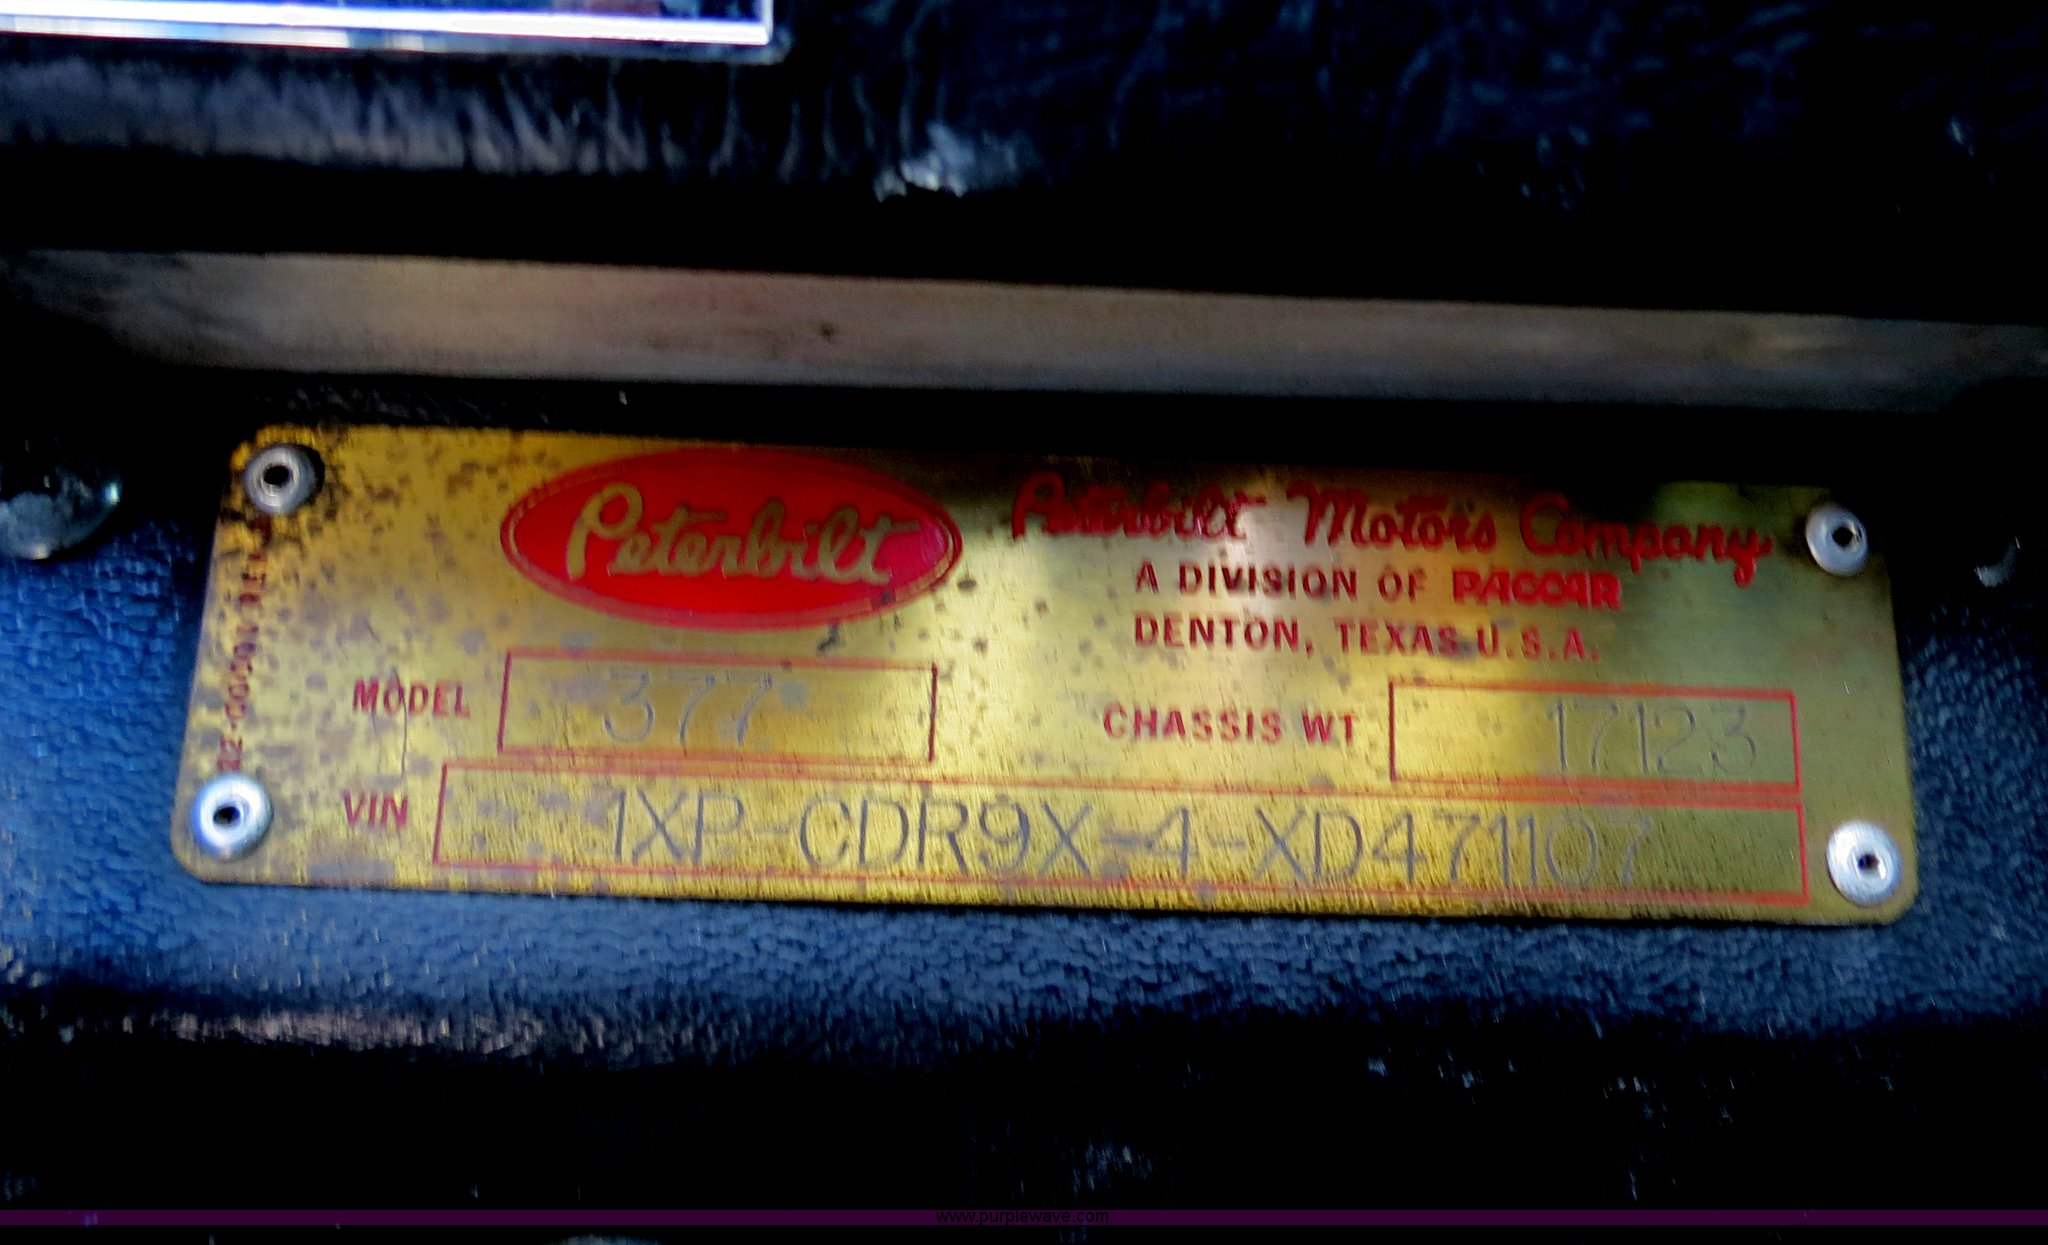 Peterbilt
Peterbilt Motors Company
A DIVISION OF PACCAR
DENTON, TEXAS U.S.A.
MODEL 377
CHASSIS WT 17123
VIN 1XP-CDR9X-4-XD471107
www.purplewave.com